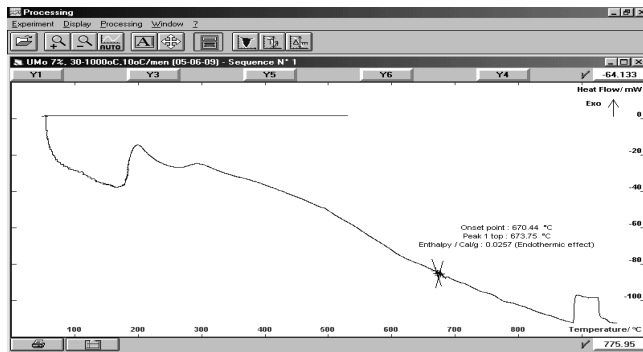 Processing
Experiment Display Processing Window ?
AUTO A
UMo 7%, 30-1000oC,10oC/men (05-06-09) - Sequence N° 1
Y1 Y3 Y5 Y6 Y4 -64.133
Heat Flow/ mW
Exo
0
-20
-40
-60
Onset point : 670.44 °C
Peak 1 top : 673.75 °C
Enthalpy / Cal/g : 0.0257 (Endothermic effect)
-80
-100
100 200 300 400 500 600 700 800 Temperature/ °C
775.95